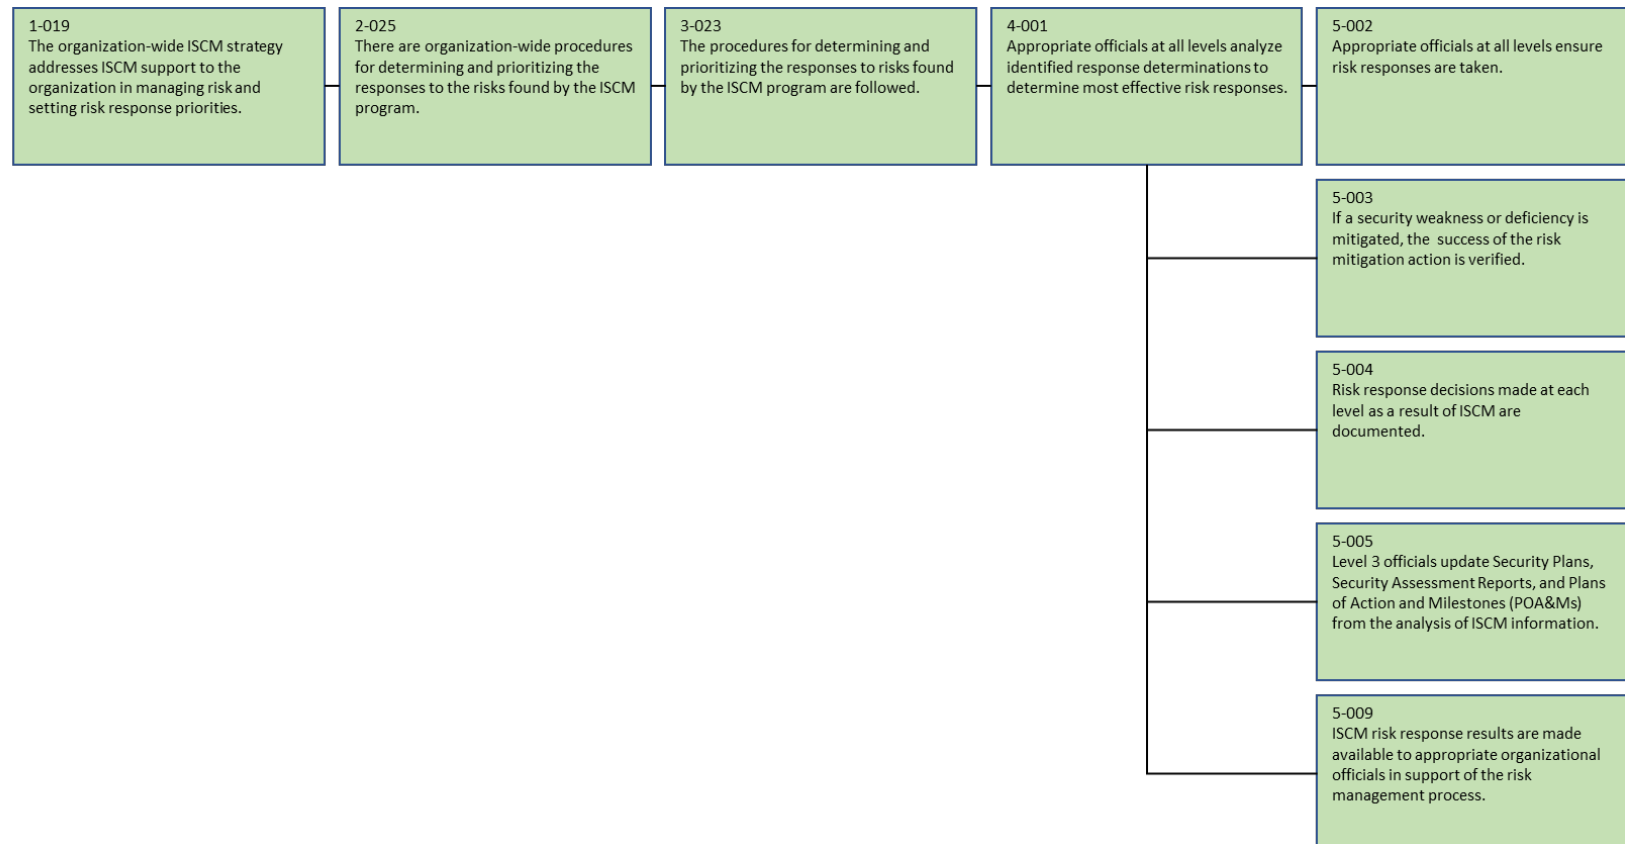 1-019
The organization-wide ISCM strategy
addresses ISCM support to the
organization in managing risk and
setting risk response priorities.
2-025
There are organization-wide procedures
for determining and prioritizing the
responses to the risks found by the ISCM
program.
3-023
The procedures for determining and
prioritizing the responses to risks found
by the ISCM program are followed.
4-001
Appropriate officials at all levels analyze
identified response determinations to
determine most effective risk responses.
5-002
Appropriate officials at all levels ensure
risk responses are taken.
5-003
If a security weakness or deficiency is
mitigated, the  success of the risk
mitigation action is verified.
5-004
Risk response decisions made at each
level as a result of ISCM are
documented.
5-005
Level 3 officials update Security Plans,
Security Assessment Reports, and Plans
of Action and Milestones (POA&Ms)
from the analysis of ISCM information.
5-009
ISCM risk response results are made
available to appropriate organizational
officials in support of the risk
management process.